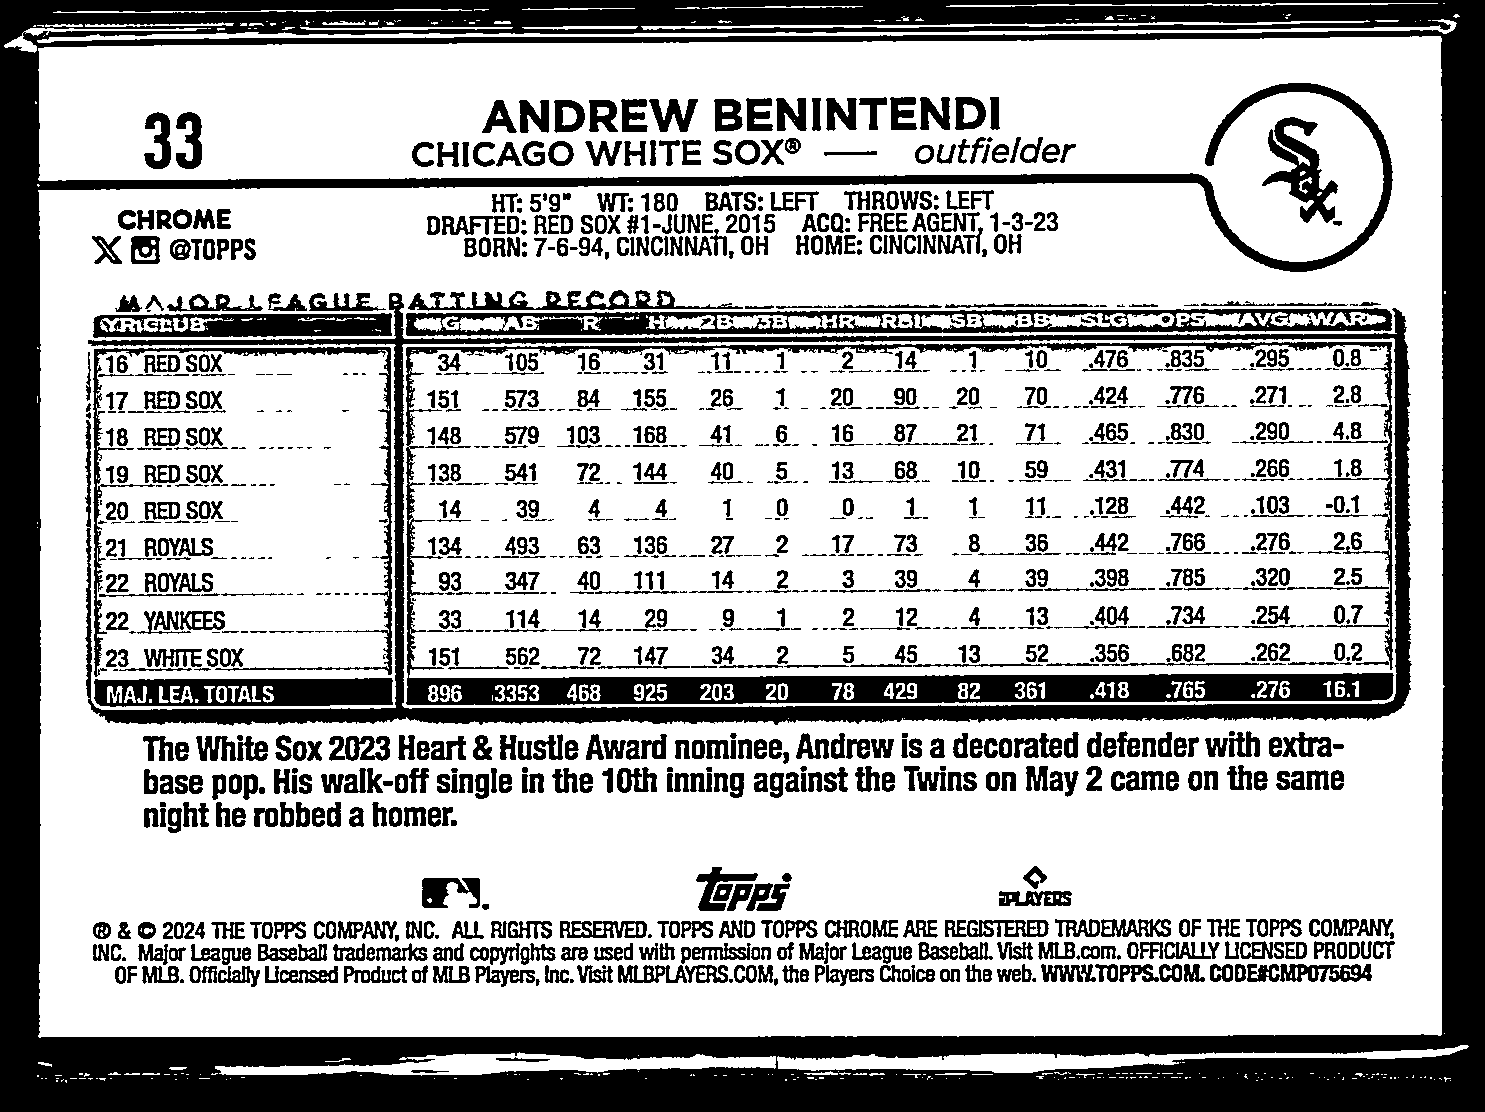 33
ANDREW BENINTENDI
CHICAGO WHITE SOX® — outfielder
CHROME
@TOPPS
HT: 5'9" WT: 180 BATS: LEFT THROWS: LEFT
DRAFTED: RED SOX #1-JUNE, 2015 ACQ: FREE AGENT, 1-3-23
BORN: 7-6-94, CINCINNATI, OH HOME: CINCINNATI, OH
MAJOR LEAGUE BATTING RECORD
YR CLUB G AB R H 2B 3B HR RBI SB BB SLG OPS AVG WAR
16 RED SOX 34 105 16 31 11 1 2 14 1 10 .476 .835 .295 0.8
17 RED SOX 151 573 84 155 26 1 20 90 20 70 .424 .776 .271 2.8
18 RED SOX 148 579 103 168 41 6 16 87 21 71 .465 .830 .290 4.8
19 RED SOX 138 541 72 144 40 5 13 68 10 59 .431 .774 .266 1.8
20 RED SOX 14 39 4 4 1 0 0 1 1 11 .128 .442 .103 -0.1
21 ROYALS 134 493 63 136 27 2 17 73 8 36 .442 .766 .276 2.6
22 ROYALS 93 347 40 111 14 2 3 39 4 39 .398 .785 .320 2.5
22 YANKEES 33 114 14 29 9 1 2 12 4 13 .404 .734 .254 0.7
23 WHITE SOX 151 562 72 147 34 2 5 45 13 52 .356 .682 .262 0.2
MAJ. LEA. TOTALS 896 3353 468 925 203 20 78 429 82 361 .418 .765 .276 16.1
The White Sox 2023 Heart & Hustle Award nominee, Andrew is a decorated defender with extra-
base pop. His walk-off single in the 10th inning against the Twins on May 2 came on the same
night he robbed a homer.
topps
PLAYERS
® & © 2024 THE TOPPS COMPANY, INC. ALL RIGHTS RESERVED. TOPPS AND TOPPS CHROME ARE REGISTERED TRADEMARKS OF THE TOPPS COMPANY,
INC. Major League Baseball trademarks and copyrights are used with permission of Major League Baseball. Visit MLB.com. OFFICIALLY LICENSED PRODUCT
OF MLB. Officially Licensed Product of MLB Players, Inc. Visit MLBPLAYERS.COM, the Players Choice on the web. WWW.TOPPS.COM. CODE#CMP075694